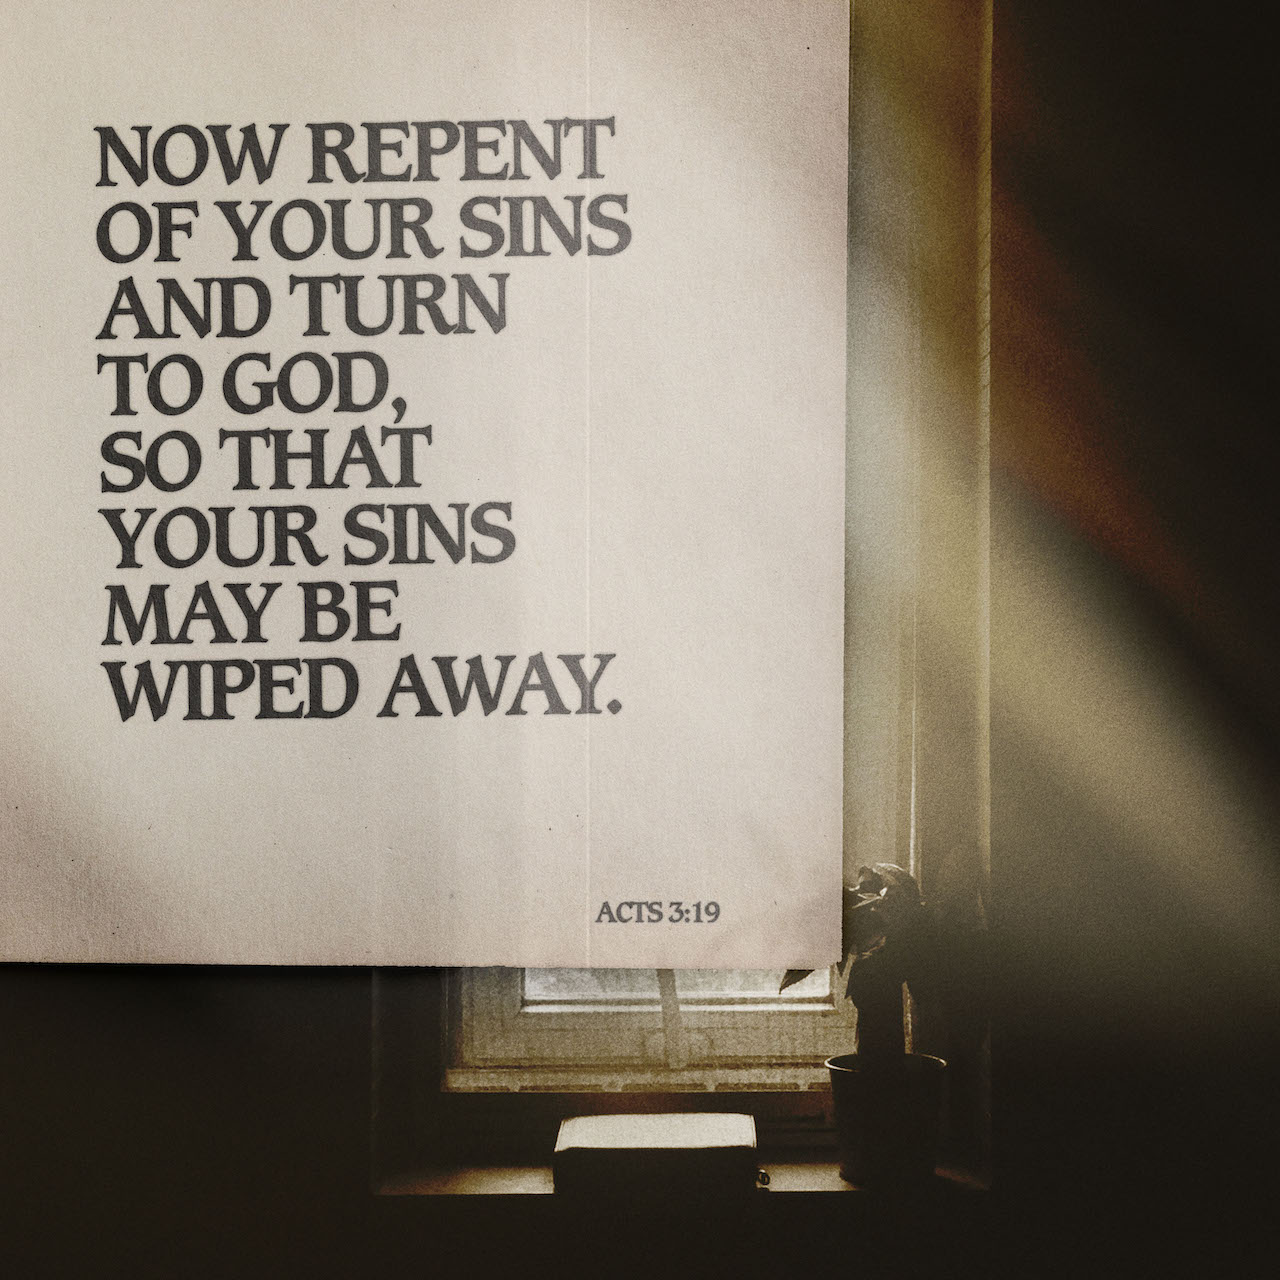 NOW REPENT
OF YOUR SINS
AND TURN
TO GOD,
SO THAT
YOUR SINS
MAY BE
WIPED AWAY.
ACTS 3:19